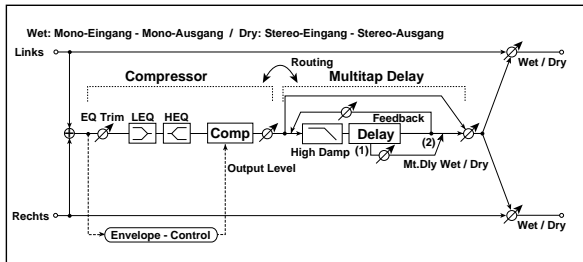 Wet: Mono-Eingang - Mono-Ausgang / Dry: Stereo-Eingang - Stereo-Ausgang
Links
Wet / Dry
Routing
Compressor
Multitap Delay
EQ Trim
LEQ
HEQ
Comp
Feedback
High Damp
Delay
(1)
(2)
Mt.Dly Wet / Dry
Output Level
Rechts
Wet / Dry
Envelope - Control